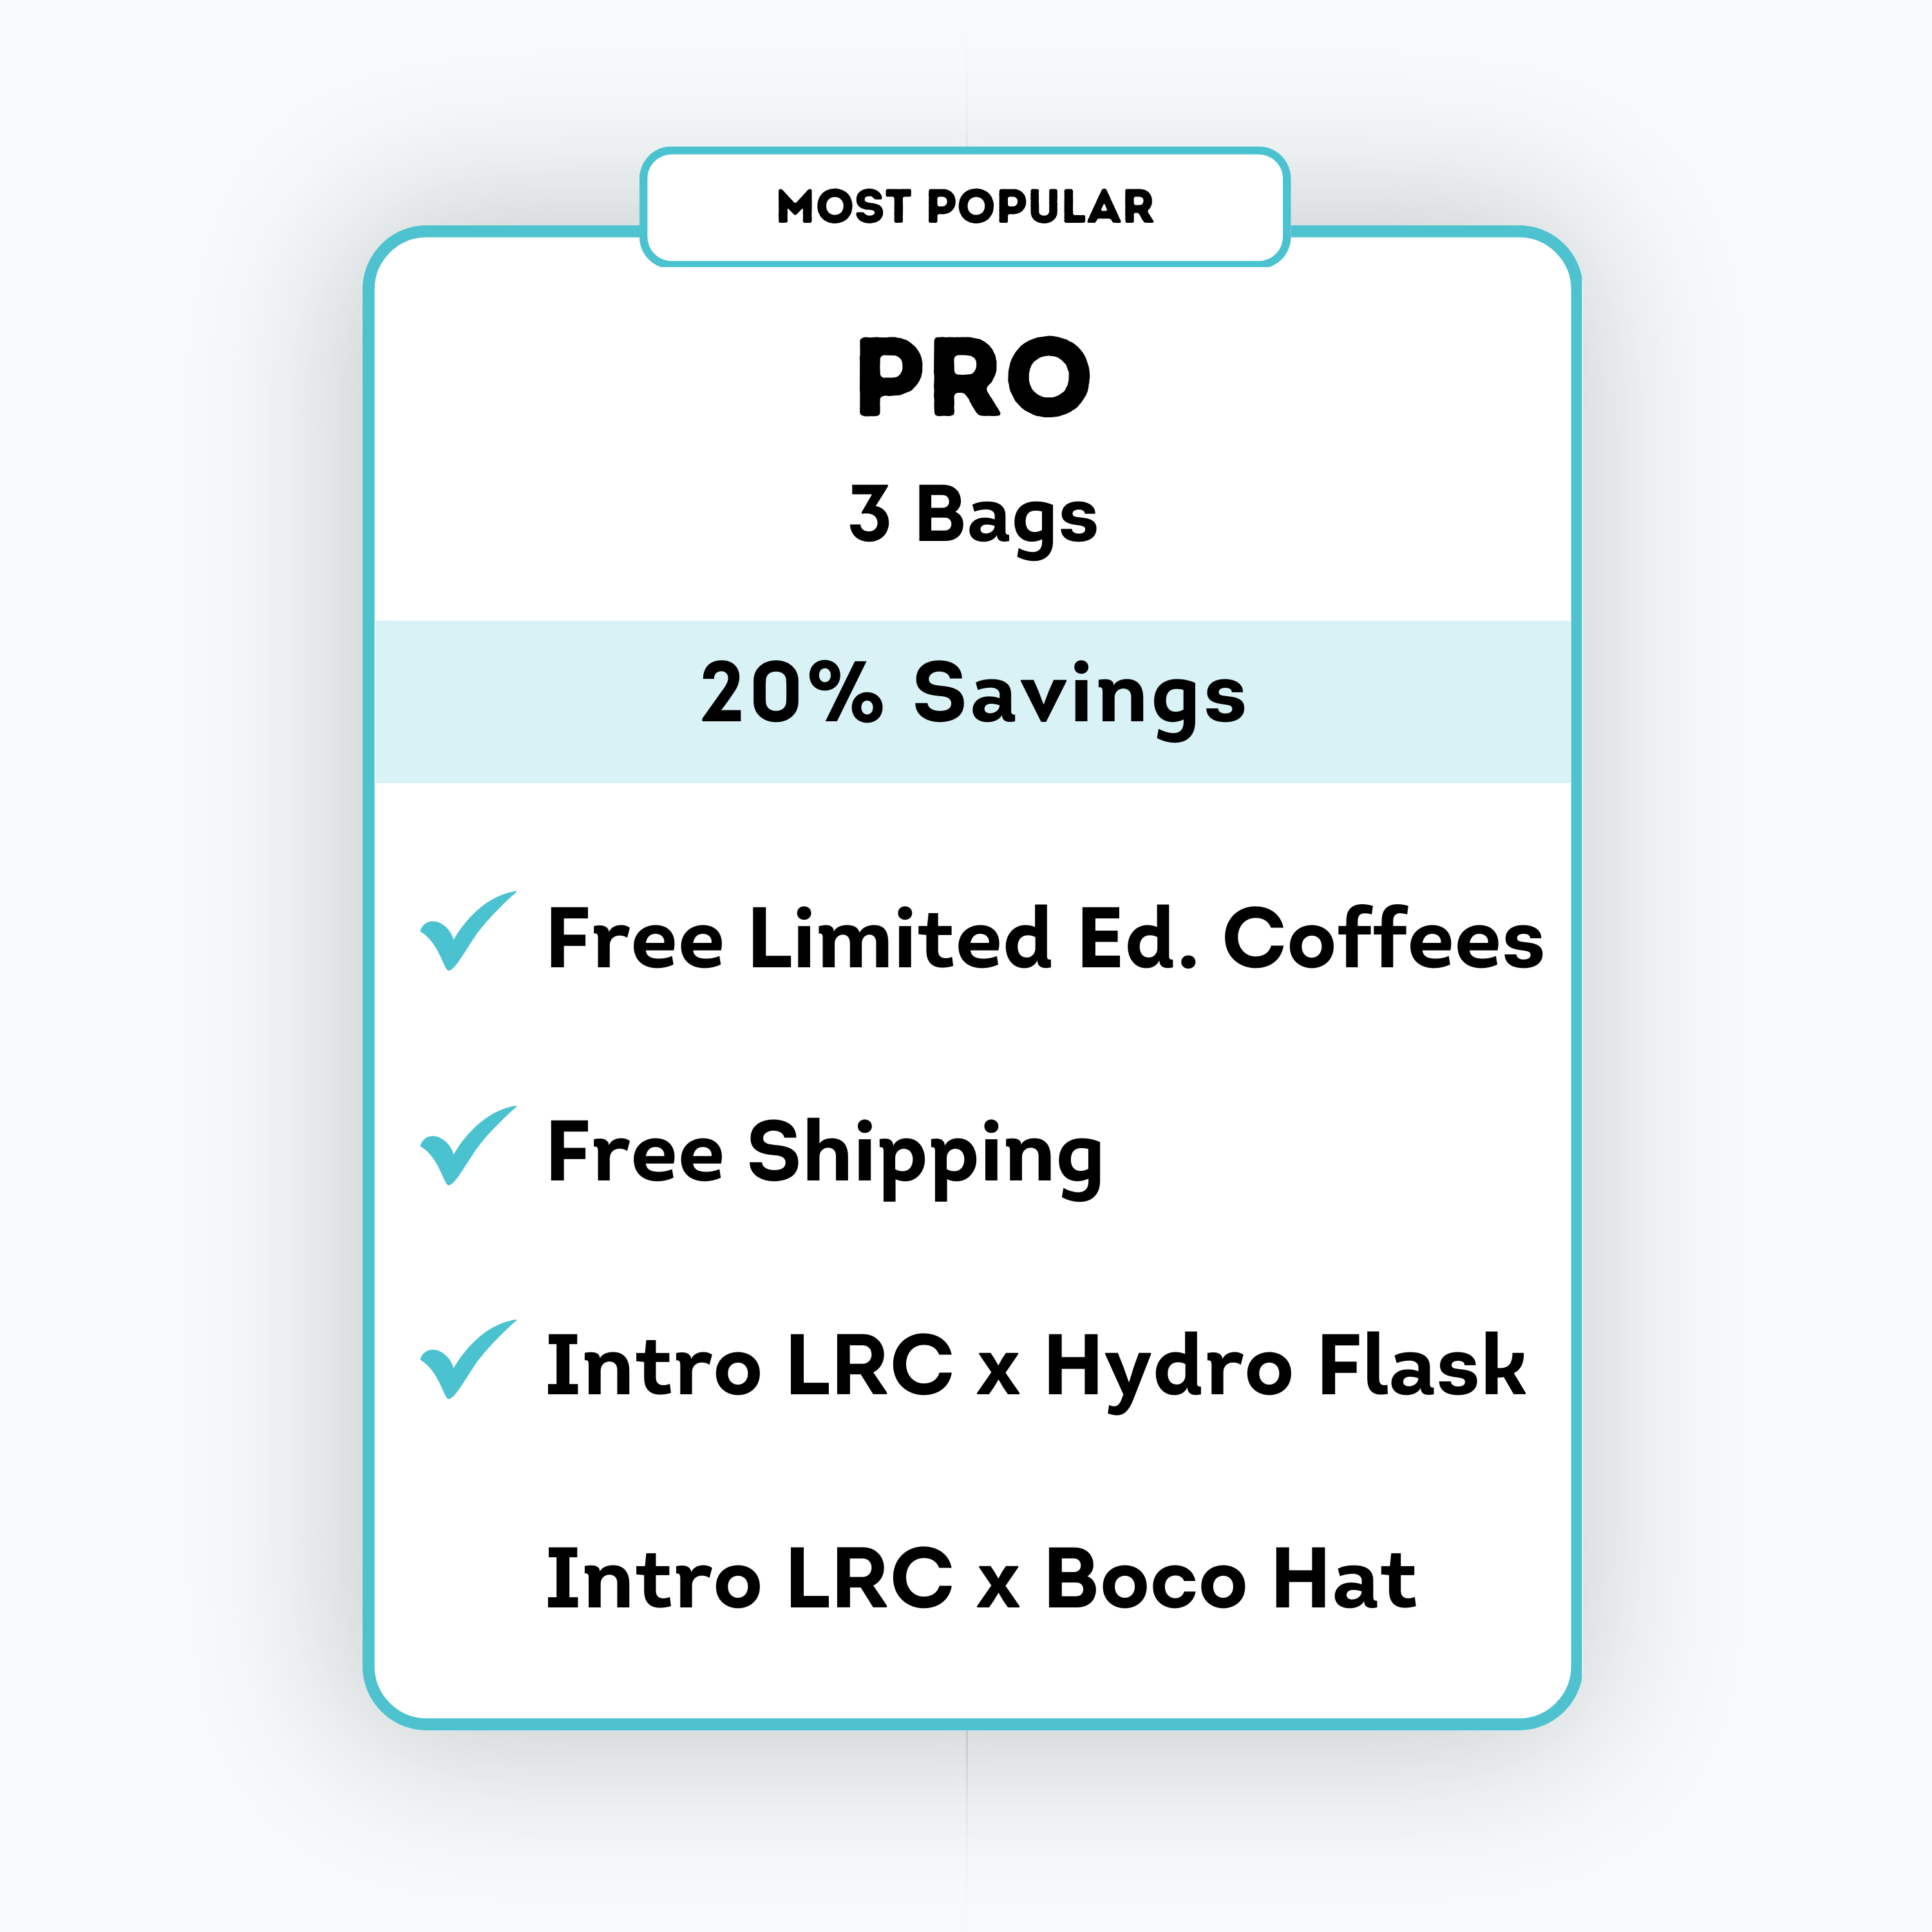 MOST POPULAR
PRO
3 Bags
20% Savings
Free Limited Ed. Coffees
Free Shipping
Intro LRC x Hydro Flask
Intro LRC x Boco Hat